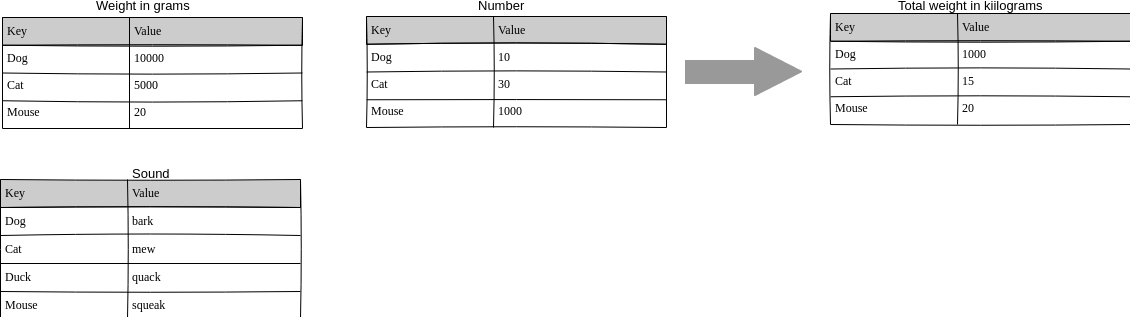 Weight in grams
Key Value
Dog 10000
Cat 5000
Mouse 20
Number
Key Value
Dog 10
Cat 30
Mouse 1000
Total weight in kiilograms
Key Value
Dog 1000
Cat 15
Mouse 20
Sound
Key Value
Dog bark
Cat mew
Duck quack
Mouse squeak